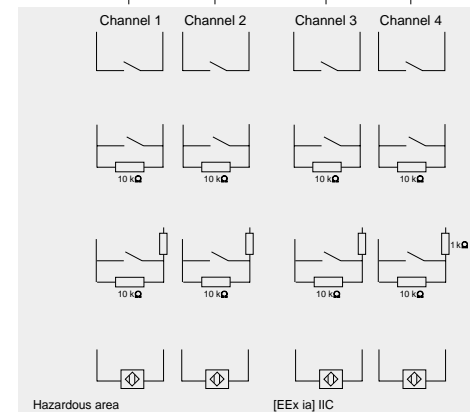 Channel 1 Channel 2 Channel 3 Channel 4
10 kΩ 10 kΩ 10 kΩ 10 kΩ
1 kΩ
10 kΩ 10 kΩ 10 kΩ 10 kΩ
Hazardous area [EEx ia] IIC